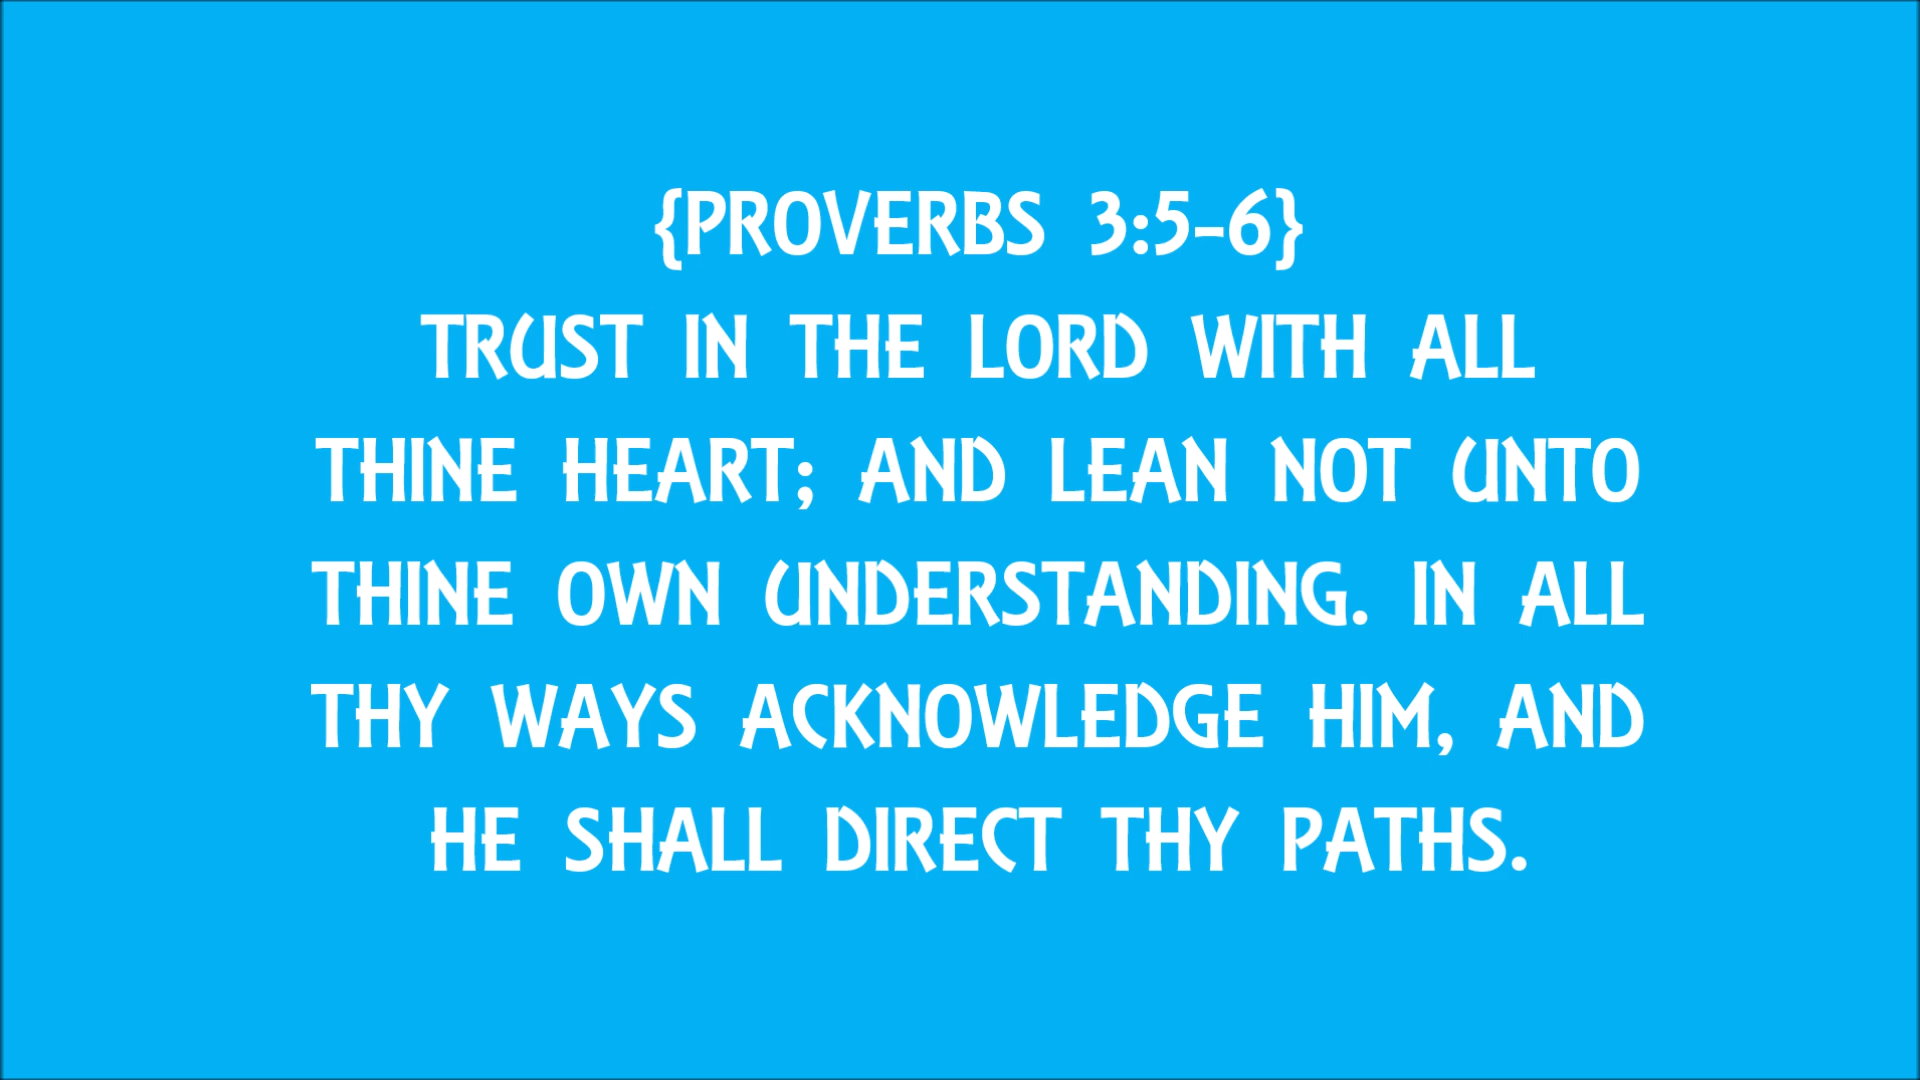 {PROVERBS 3:5-6}
TRUST IN THE LORD WITH ALL
THINE HEART; AND LEAN NOT UNTO
THINE OWN UNDERSTANDING. IN ALL
THY WAYS ACKNOWLEDGE HIM, AND
HE SHALL DIRECT THY PATHS.